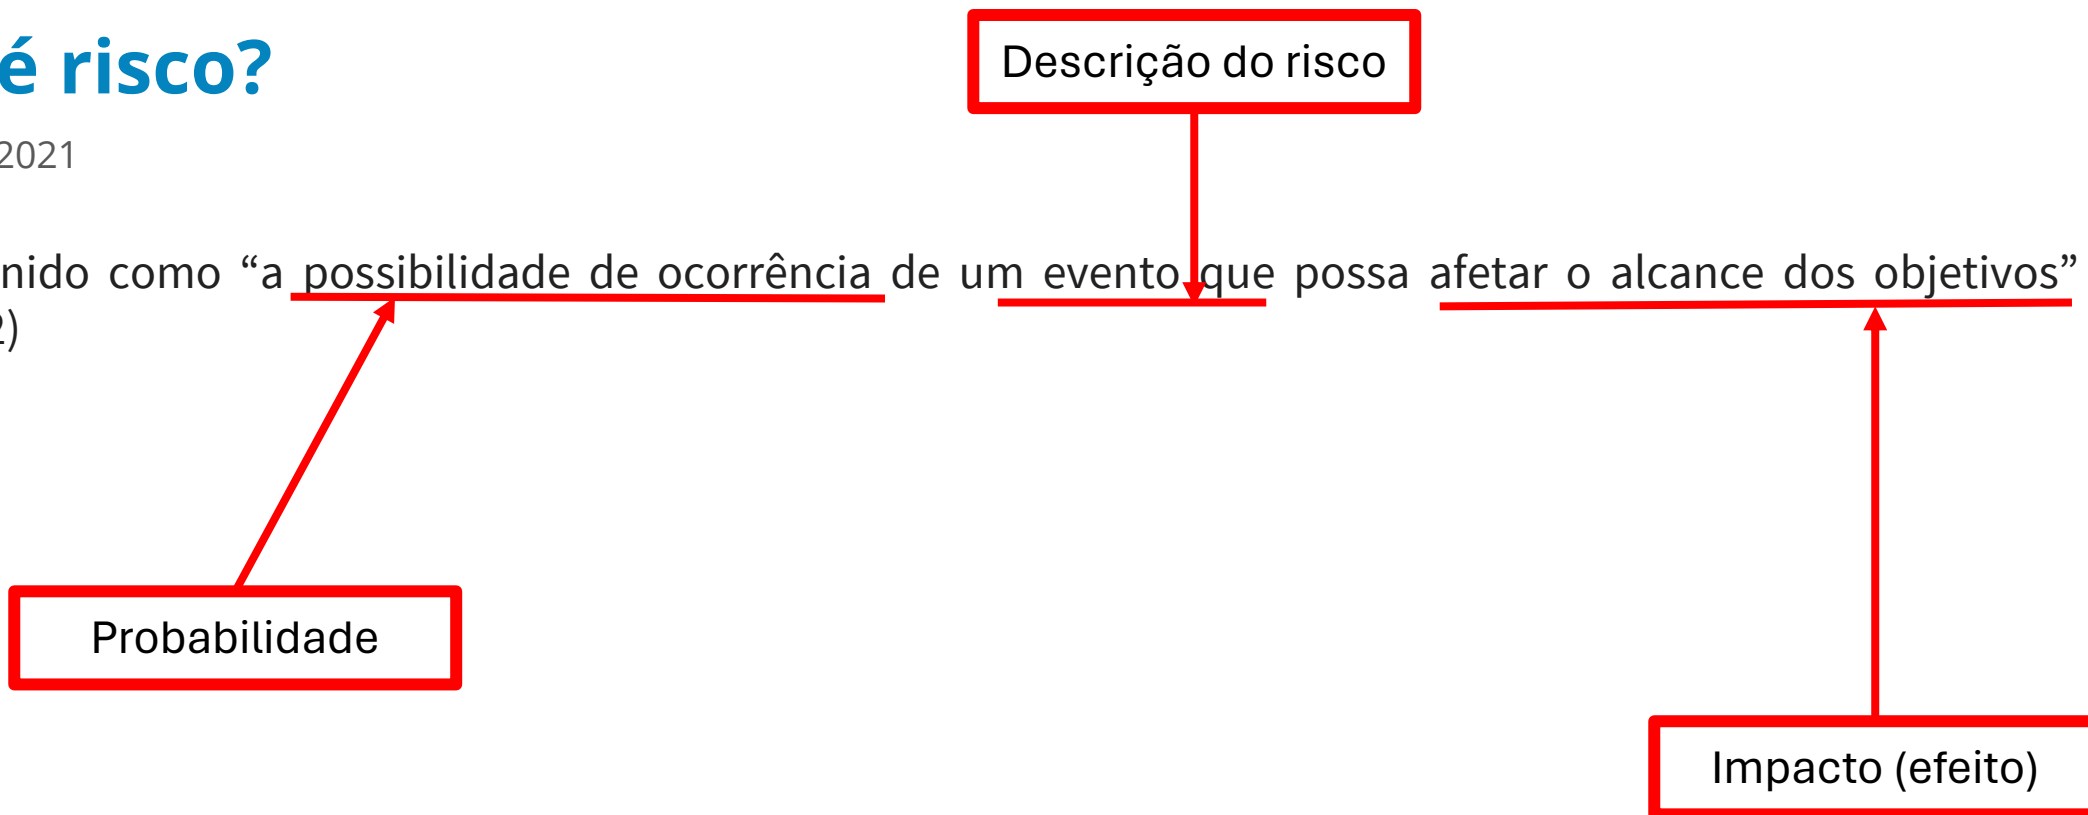 é risco?
Descrição do risco
2021
nido como “a possibilidade de ocorrência de um evento que possa afetar o alcance dos objetivos”
2)
Probabilidade
Impacto (efeito)